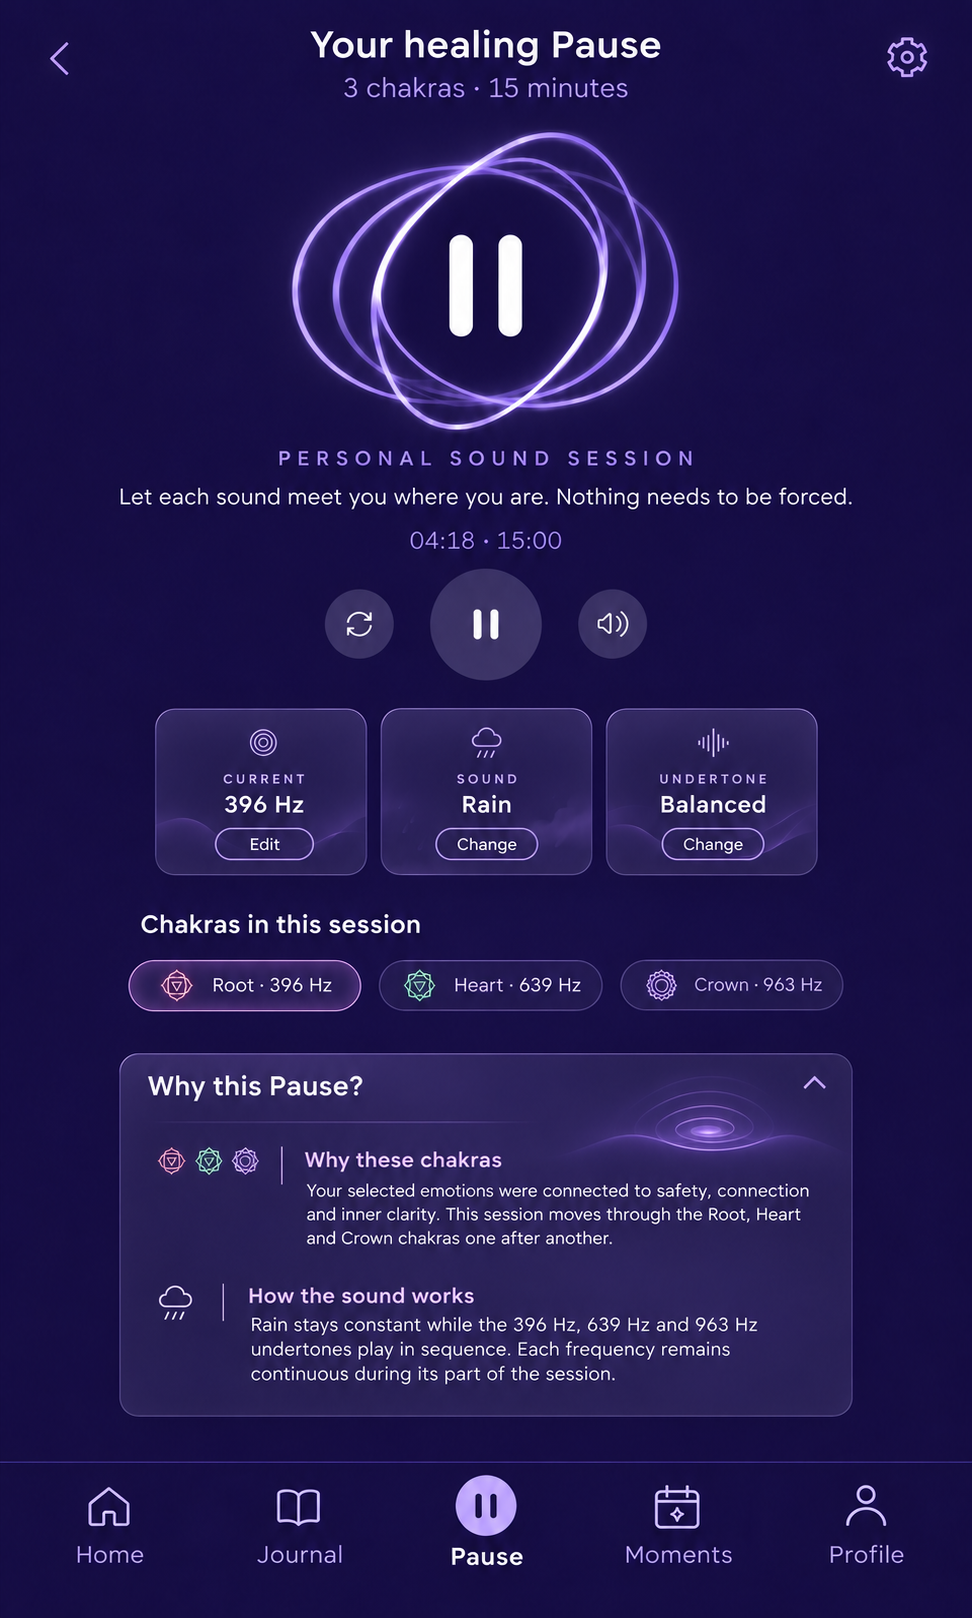 Your healing Pause
3 chakras · 15 minutes
PERSONAL SOUND SESSION
Let each sound meet you where you are. Nothing needs to be forced.
04:18 · 15:00
CURRENT
396 Hz
Edit
SOUND
Rain
Change
UNDERTONE
Balanced
Change
Chakras in this session
Root · 396 Hz
Heart · 639 Hz
Crown · 963 Hz
Why this Pause?
Why these chakras
Your selected emotions were connected to safety, connection
and inner clarity. This session moves through the Root, Heart
and Crown chakras one after another.
How the sound works
Rain stays constant while the 396 Hz, 639 Hz and 963 Hz
undertones play in sequence. Each frequency remains
continuous during its part of the session.
Home
Journal
Pause
Moments
Profile